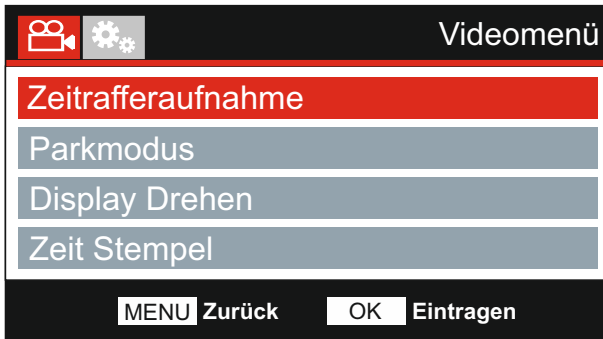 Videomenü
Zeitrafferaufnahme
Parkmodus
Display Drehen
Zeit Stempel
MENU Zurück OK Eintragen